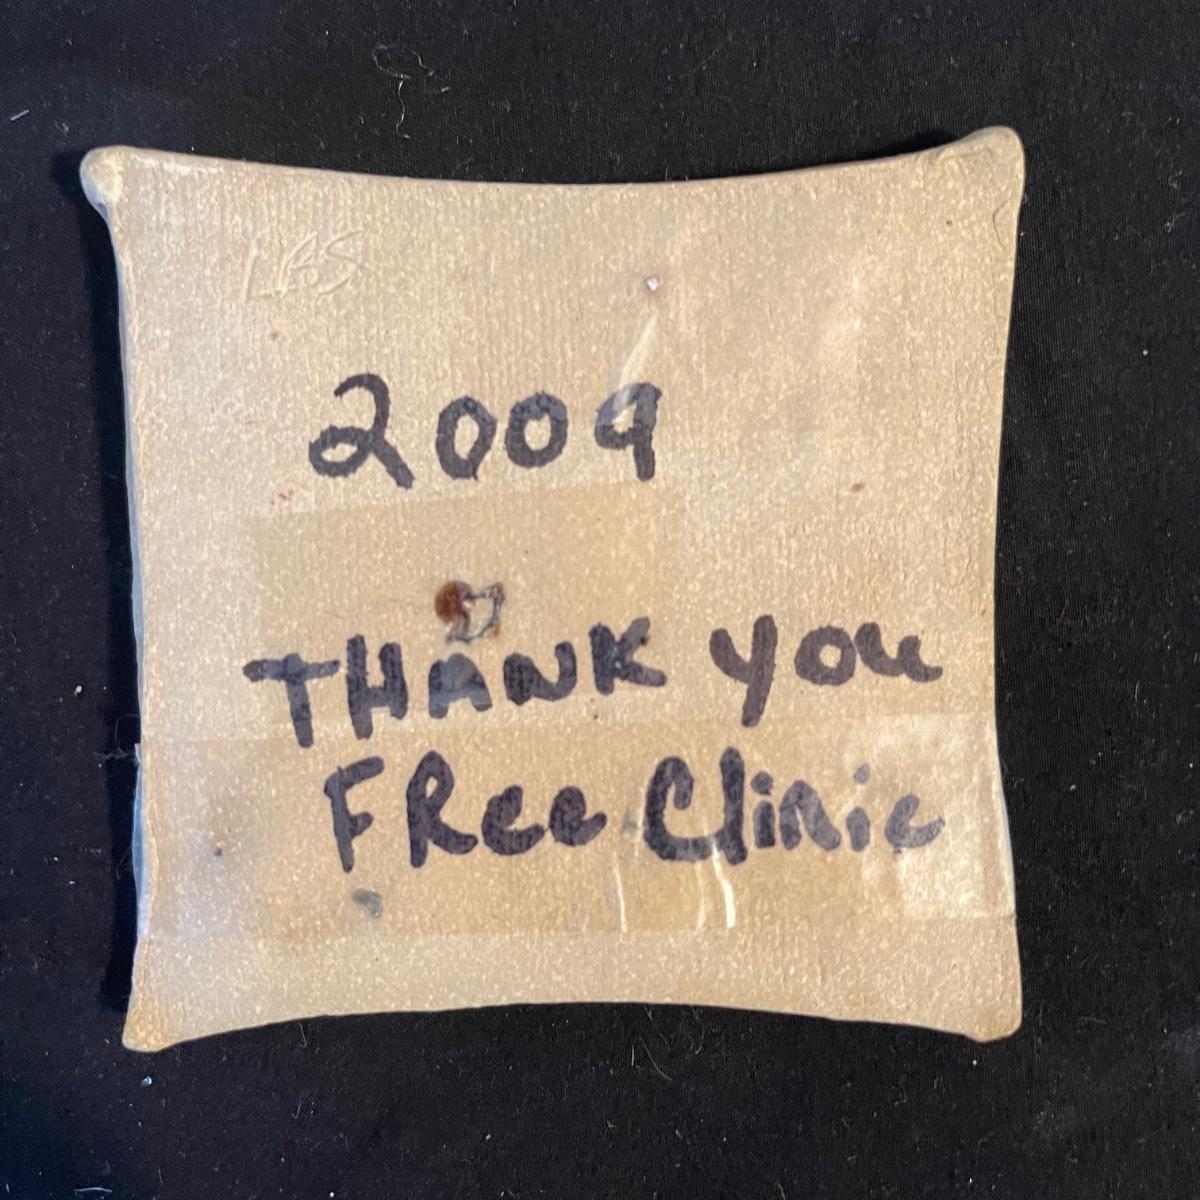 LBS
2009
THANK you
FRee Clinic